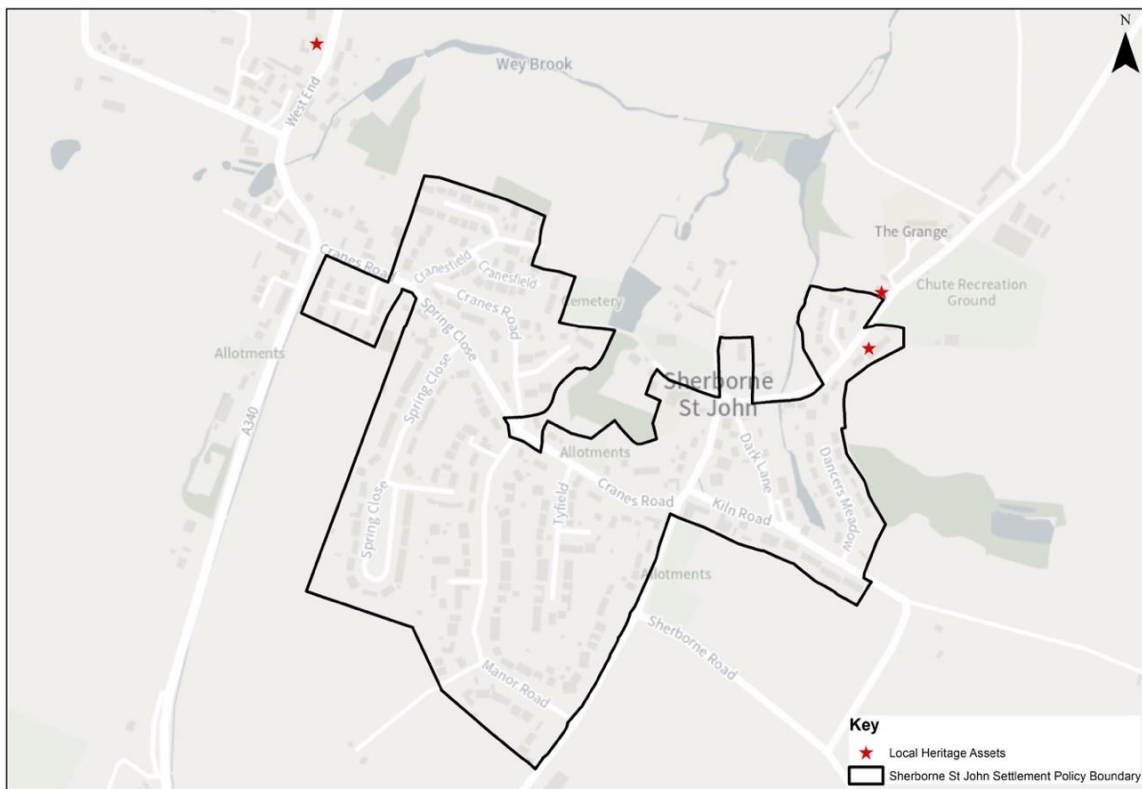 N
Wey Brook
West End
The Grange
Cranes Road
Cranesfield
Cranesfield
Chute Recreation
Ground
Cemetery
Cranes Road
Spring Close
Allotments
Spring Close
Sherborne
St John
A340
Allotments
Dark Lane
Dancers Mead
ow
Cranes Road
Kiln Road
Tyfield
Spring Close
Allotments
Sherborne Road
Manor Road
Key
Local Heritage Assets
Sherborne St John Settlement Policy Boundary